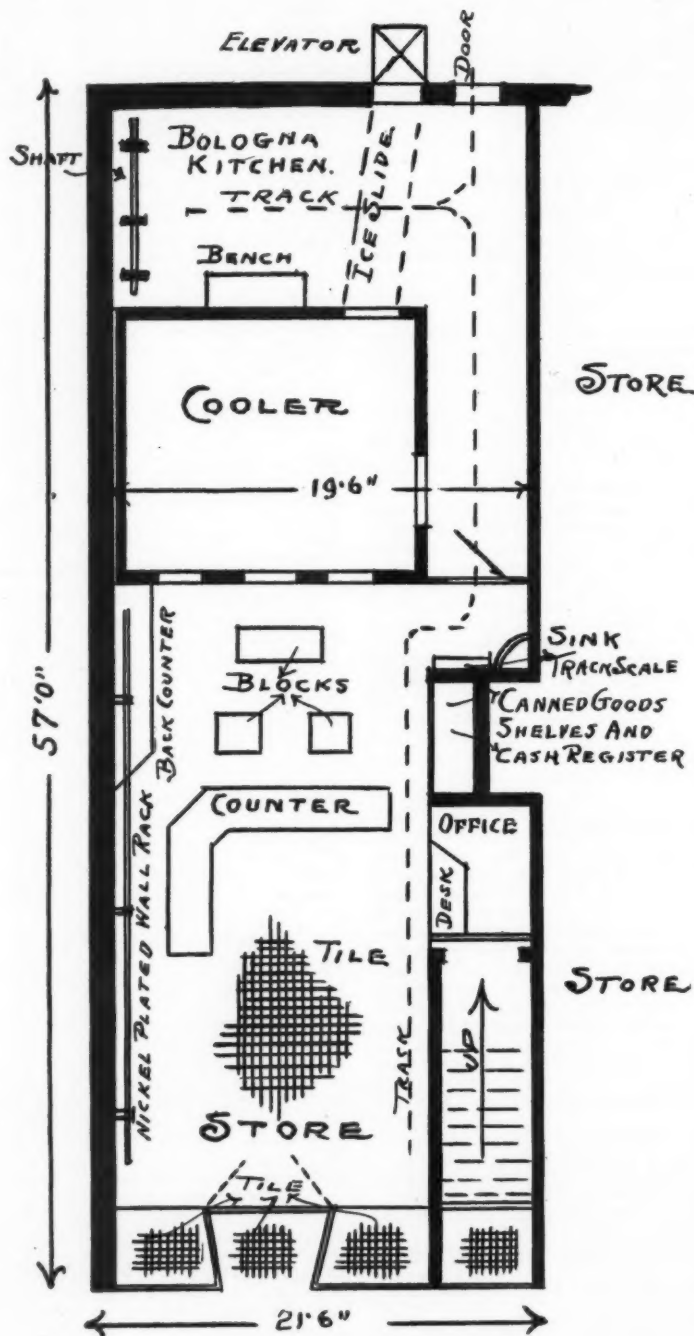 ELEVATOR
DOOR
SHAFT
BOLOGNA
KITCHEN.
TRACK
ICE SLIDE
BENCH
COOLER
STORE
19'6"
57'0"
BACK COUNTER
BLOCKS
SINK
TRACK SCALE
CANNED GOODS
SHELVES AND
CASH REGISTER
COUNTER
OFFICE
DESK
NICKEL PLATED WALL RACK
TILE
TRASK
STORE
UP
STORE
TILE
21'6"